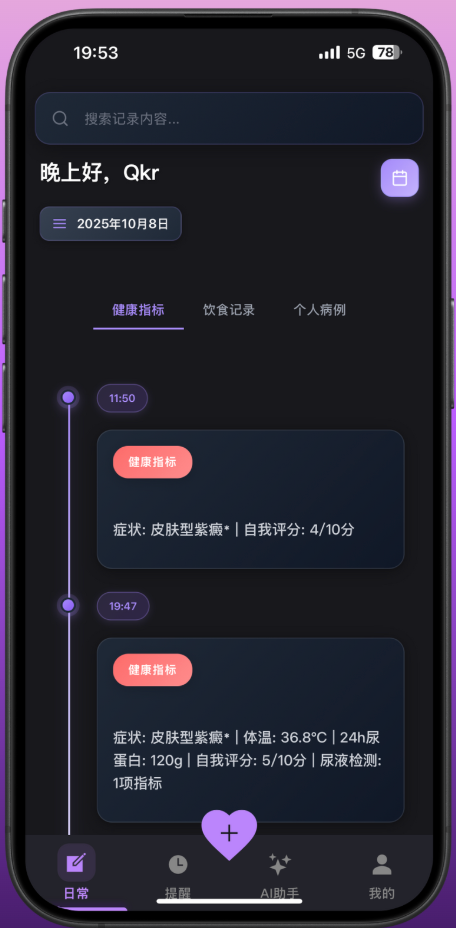 19:53
5G 78
搜索记录内容...
晚上好，Qkr
2025年10月8日
健康指标 饮食记录 个人病例
11:50
健康指标
症状: 皮肤型紫癜* | 自我评分: 4/10分
19:47
健康指标
症状: 皮肤型紫癜* | 体温: 36.8°C | 24h尿
蛋白: 120g | 自我评分: 5/10分 | 尿液检测:
1项指标
日常 提醒 AI助手 我的